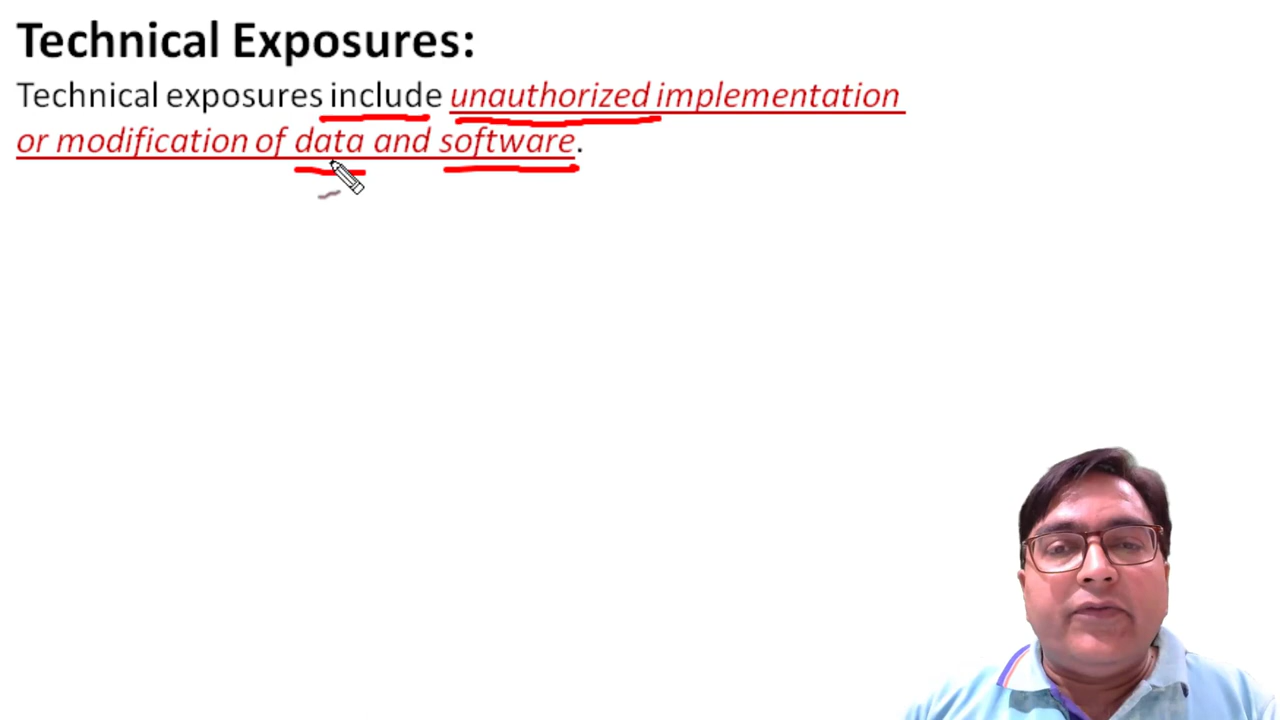 Technical Exposures:
Technical exposures include unauthorized implementation
or modification of data and software.